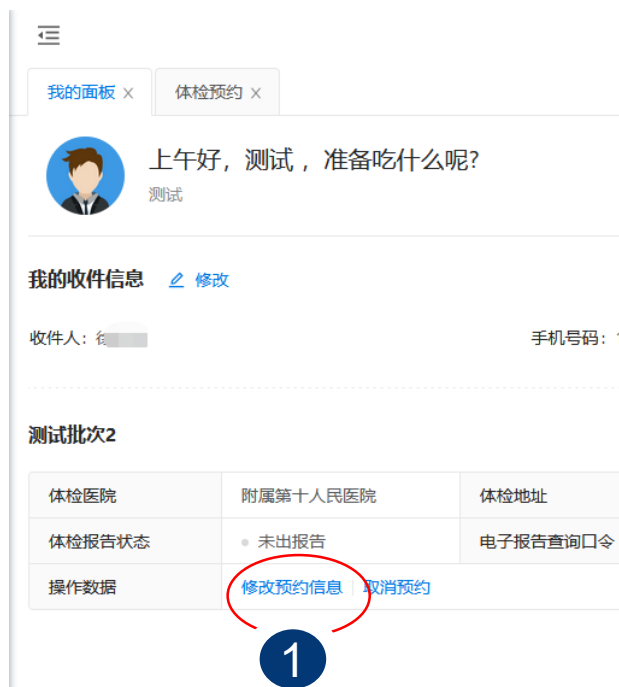 我的面板 × 体检预约 ×
上午好，测试 ，准备吃什么呢?
测试
我的收件信息 修改
收件人： 手机号码：
测试批次2
体检医院 附属第十人民医院 体检地址
体检报告状态 未出报告 电子报告查询口令
操作数据 修改预约信息 取消预约
1